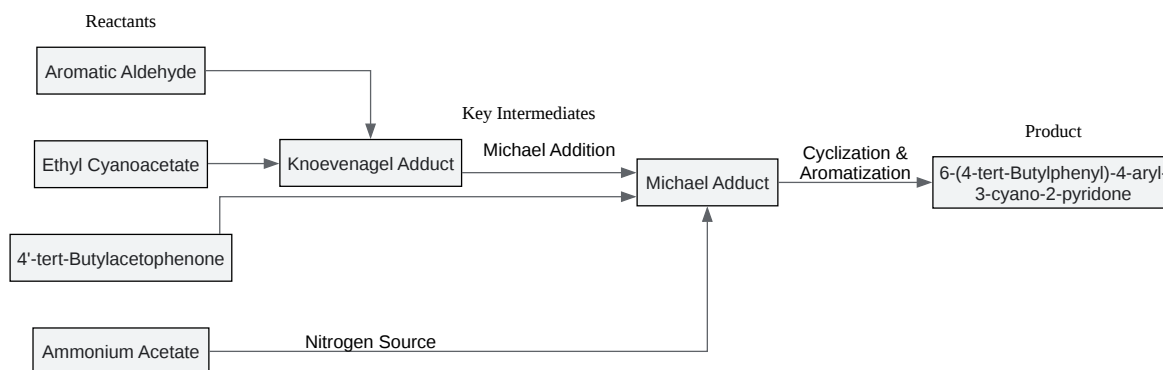 Reactants
Aromatic Aldehyde
Key Intermediates
Product
Ethyl Cyanoacetate
Knoevenagel Adduct
Michael Addition
Michael Adduct
Cyclization &
Aromatization
6-(4-tert-Butylphenyl)-4-aryl-
3-cyano-2-pyridone
4'-tert-Butylacetophenone
Ammonium Acetate
Nitrogen Source